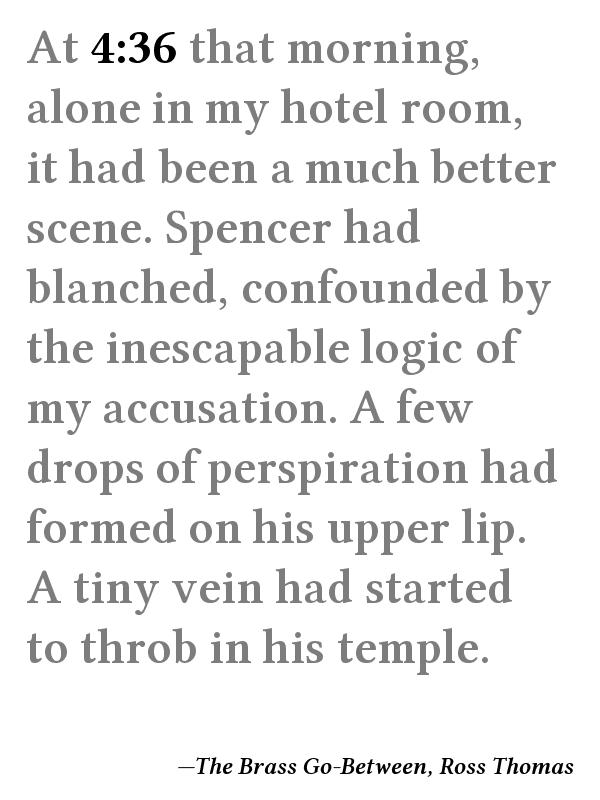 At 4:36 that morning,
alone in my hotel room,
it had been a much better
scene. Spencer had
blanched, confounded by
the inescapable logic of
my accusation. A few
drops of perspiration had
formed on his upper lip.
A tiny vein had started
to throb in his temple.
—The Brass Go-Between, Ross Thomas